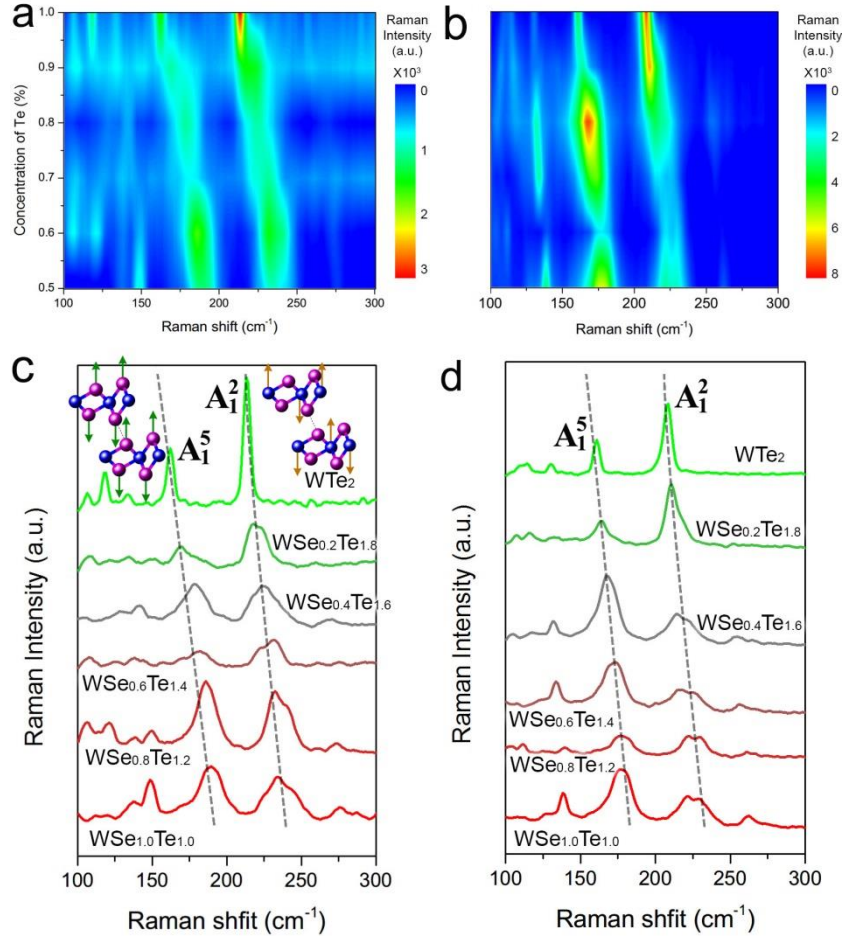 a
Raman
Intensity
(a.u.)
X10³
0
1
2
3
Concentration of Te (%)
1.0
0.9
0.8
0.7
0.6
0.5
100 150 200 250 300
Raman shift (cm⁻¹)
b
Raman
Intensity
(a.u.)
X10³
0
2
4
6
8
100 150 200 250 300
Raman shift (cm⁻¹)
c
A₁⁵
A₁²
WTe₂
WSe₀.₂Te₁.₈
WSe₀.₄Te₁.₆
WSe₀.₆Te₁.₄
WSe₀.₈Te₁.₂
WSe₁.₀Te₁.₀
Raman Intensity (a.u.)
100 150 200 250 300
Raman shfit (cm⁻¹)
d
A₁⁵
A₁²
WTe₂
WSe₀.₂Te₁.₈
WSe₀.₄Te₁.₆
WSe₀.₆Te₁.₄
WSe₀.₈Te₁.₂
WSe₁.₀Te₁.₀
Raman Intensity (a.u.)
100 150 200 250 300
Raman shfit (cm⁻¹)